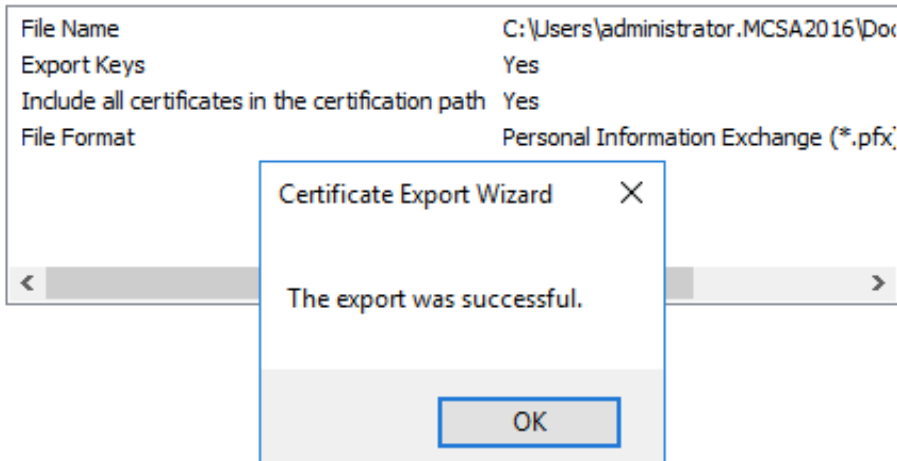 File Name C:\Users\administrator.MCSA2016\Doc
Export Keys Yes
Include all certificates in the certification path Yes
File Format Personal Information Exchange (*.pfx)
Certificate Export Wizard
The export was successful.
OK